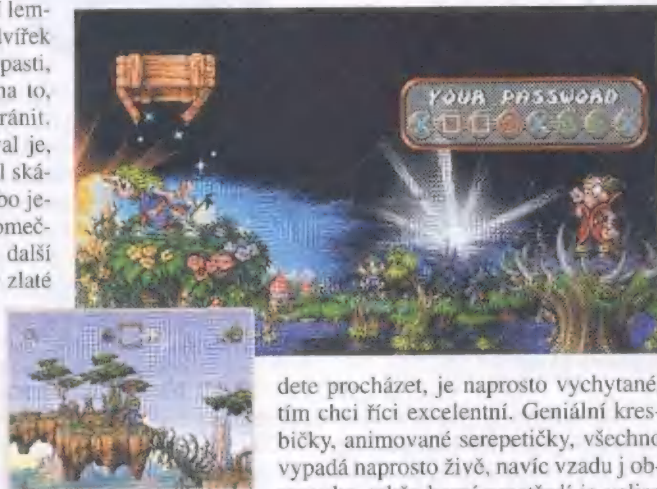 lem-
dvířek
pasti,
na to,
ránit.
al je,
l ská-
bo je-
omeč-
další
zlaté
YOUR PASSWORD
dete procházet, je naprosto vychytané,
tím chci říci excelentní. Geniální kres-
bičky, animované serepetičky, všechno
vypadá naprosto živě, navíc vzadu j ob-